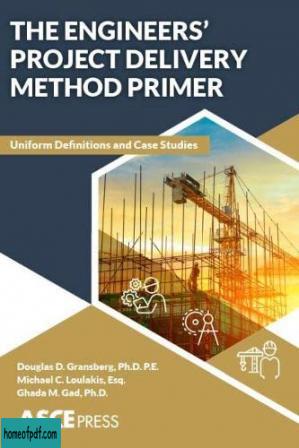 THE ENGINEERS’
PROJECT DELIVERY
METHOD PRIMER
Uniform Definitions and Case Studies
Douglas D. Gransberg, Ph.D. P.E.
Michael C. Loulakis, Esq.
Ghada M. Gad, Ph.D.
ASCE PRESS
homeofpdf.com